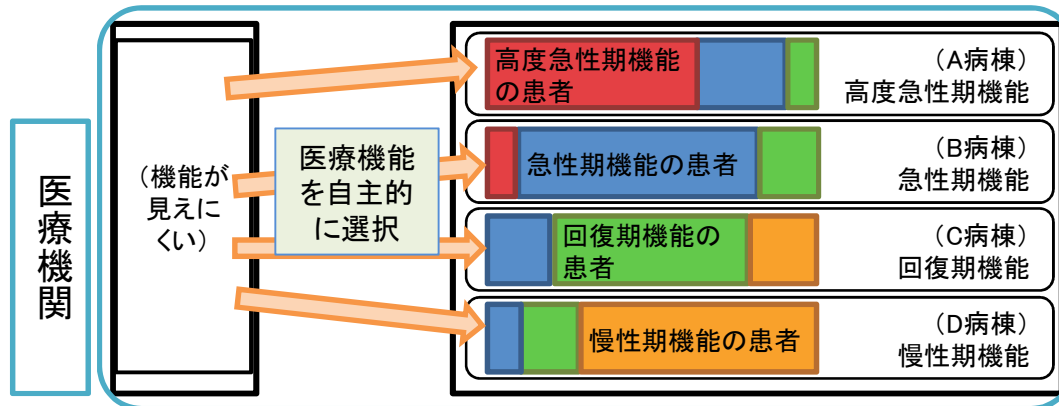 医療機関
(機能が
見えに
くい)
医療機能
を自主的
に選択
高度急性期機能
の患者
(A病棟)
高度急性期機能
急性期機能の患者
(B病棟)
急性期機能
回復期機能の
患者
(C病棟)
回復期機能
慢性期機能の患者
(D病棟)
慢性期機能